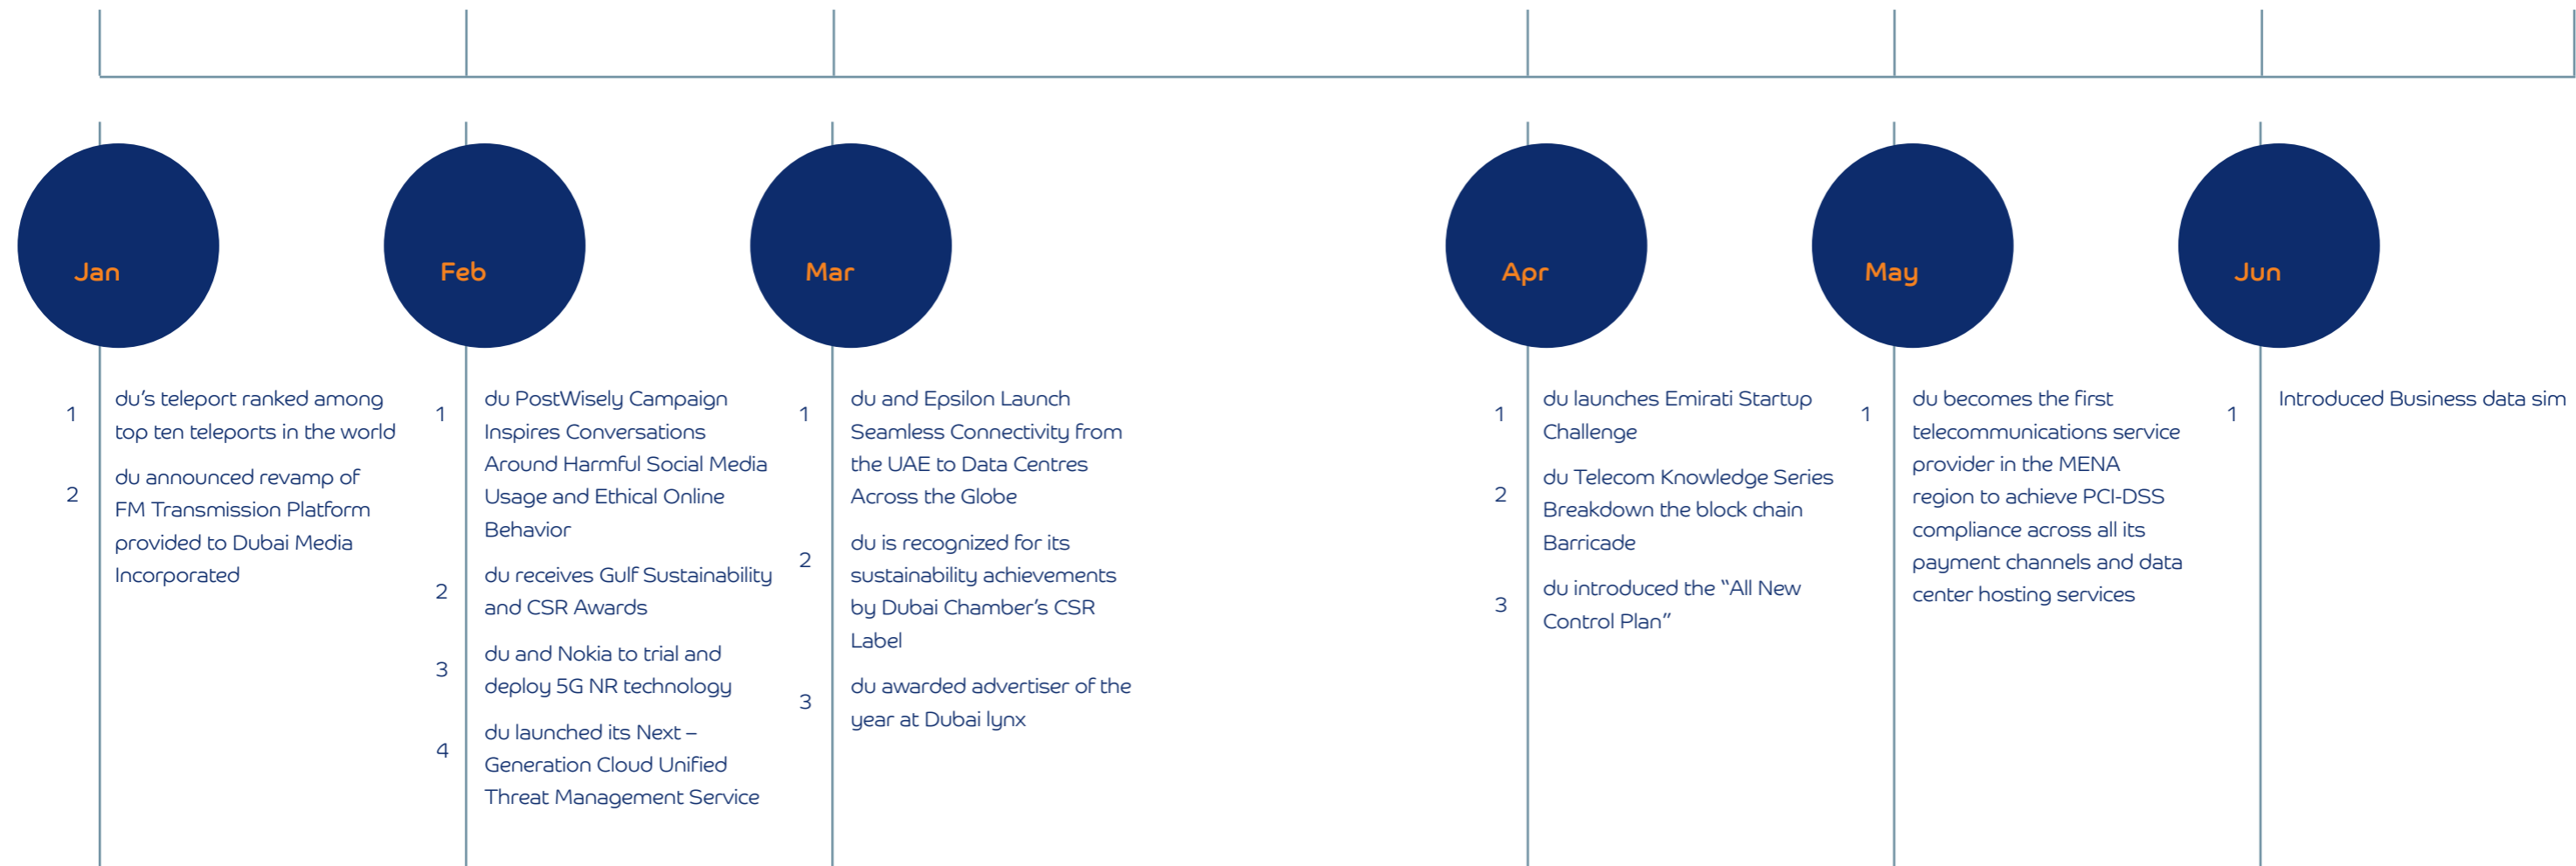 Jan
1
du's teleport ranked among
top ten teleports in the world
2
du announced revamp of
FM Transmission Platform
provided to Dubai Media
Incorporated
Feb
1
du PostWisely Campaign
Inspires Conversations
Around Harmful Social Media
Usage and Ethical Online
Behavior
2
du receives Gulf Sustainability
and CSR Awards
3
du and Nokia to trial and
deploy 5G NR technology
4
du launched its Next –
Generation Cloud Unified
Threat Management Service
Mar
1
du and Epsilon Launch
Seamless Connectivity from
the UAE to Data Centres
Across the Globe
2
du is recognized for its
sustainability achievements
by Dubai Chamber's CSR
Label
3
du awarded advertiser of the
year at Dubai lynx
Apr
1
du launches Emirati Startup
Challenge
2
du Telecom Knowledge Series
Breakdown the block chain
Barricade
3
du introduced the “All New
Control Plan”
May
1
du becomes the first
telecommunications service
provider in the MENA
region to achieve PCI-DSS
compliance across all its
payment channels and data
center hosting services
Jun
1
Introduced Business data sim